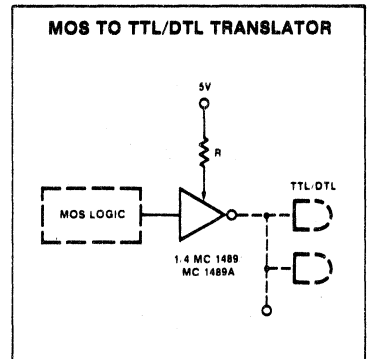 MOS TO TTL/DTL TRANSLATOR
5V
R
TTL/DTL
MOS LOGIC
1.4 MC 1489
MC 1489A